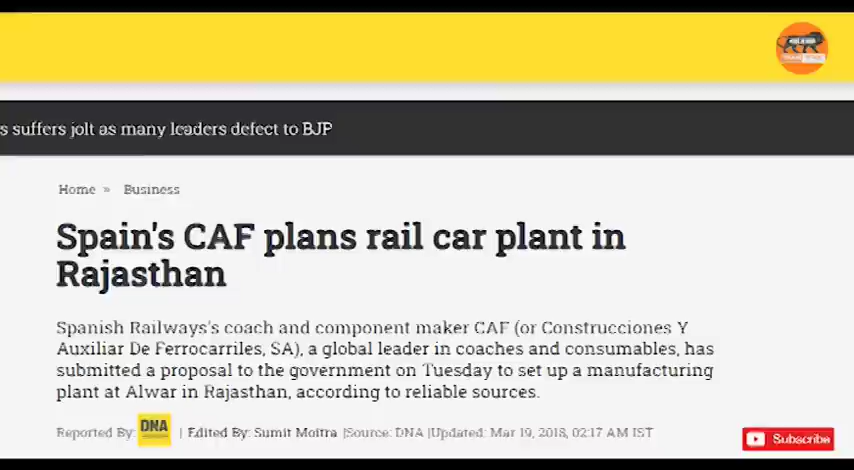 s suffers jolt as many leaders defect to BJP
Home » Business
Spain's CAF plans rail car plant in
Rajasthan
Spanish Railways's coach and component maker CAF (or Construcciones Y
Auxiliar De Ferrocarriles, SA), a global leader in coaches and consumables, has
submitted a proposal to the government on Tuesday to set up a manufacturing
plant at Alwar in Rajasthan, according to reliable sources.
Reported By: DNA | Edited By: Sumit Moitra |Source: DNA |Updated: Mar 19, 2018, 02:17 AM IST
Subscribe